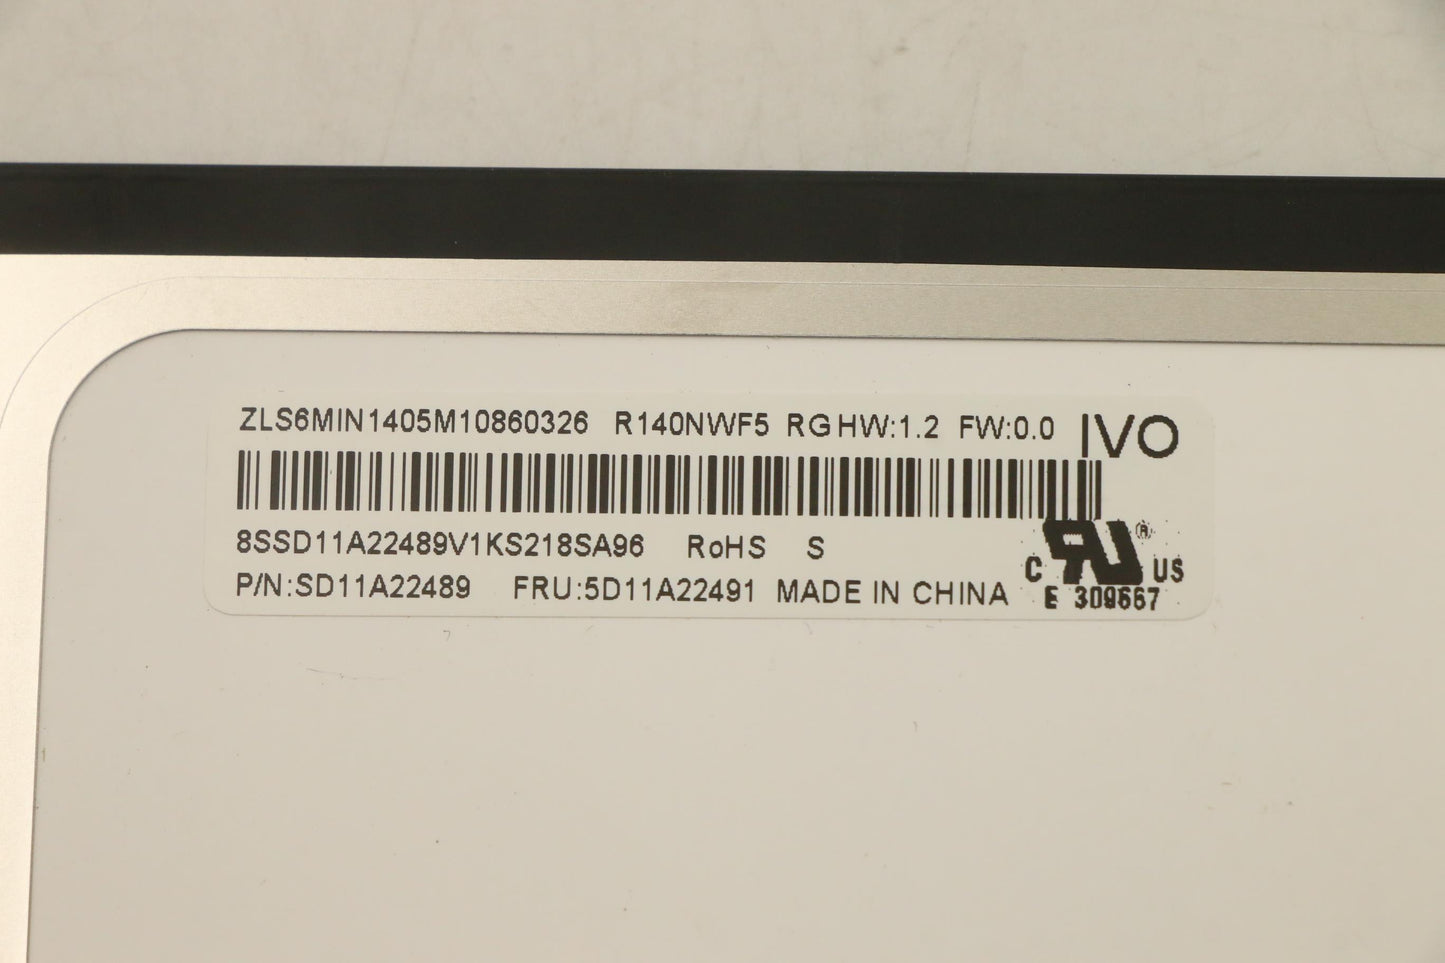 ZLS6MIN1405M10860326 R140NWF5 RG HW:1.2 FW:0.0 IVO
8SSD11A22489V1KS218SA96 RoHS S
P/N:SD11A22489 FRU:5D11A22491 MADE IN CHINA
C RU ® US
E 309667